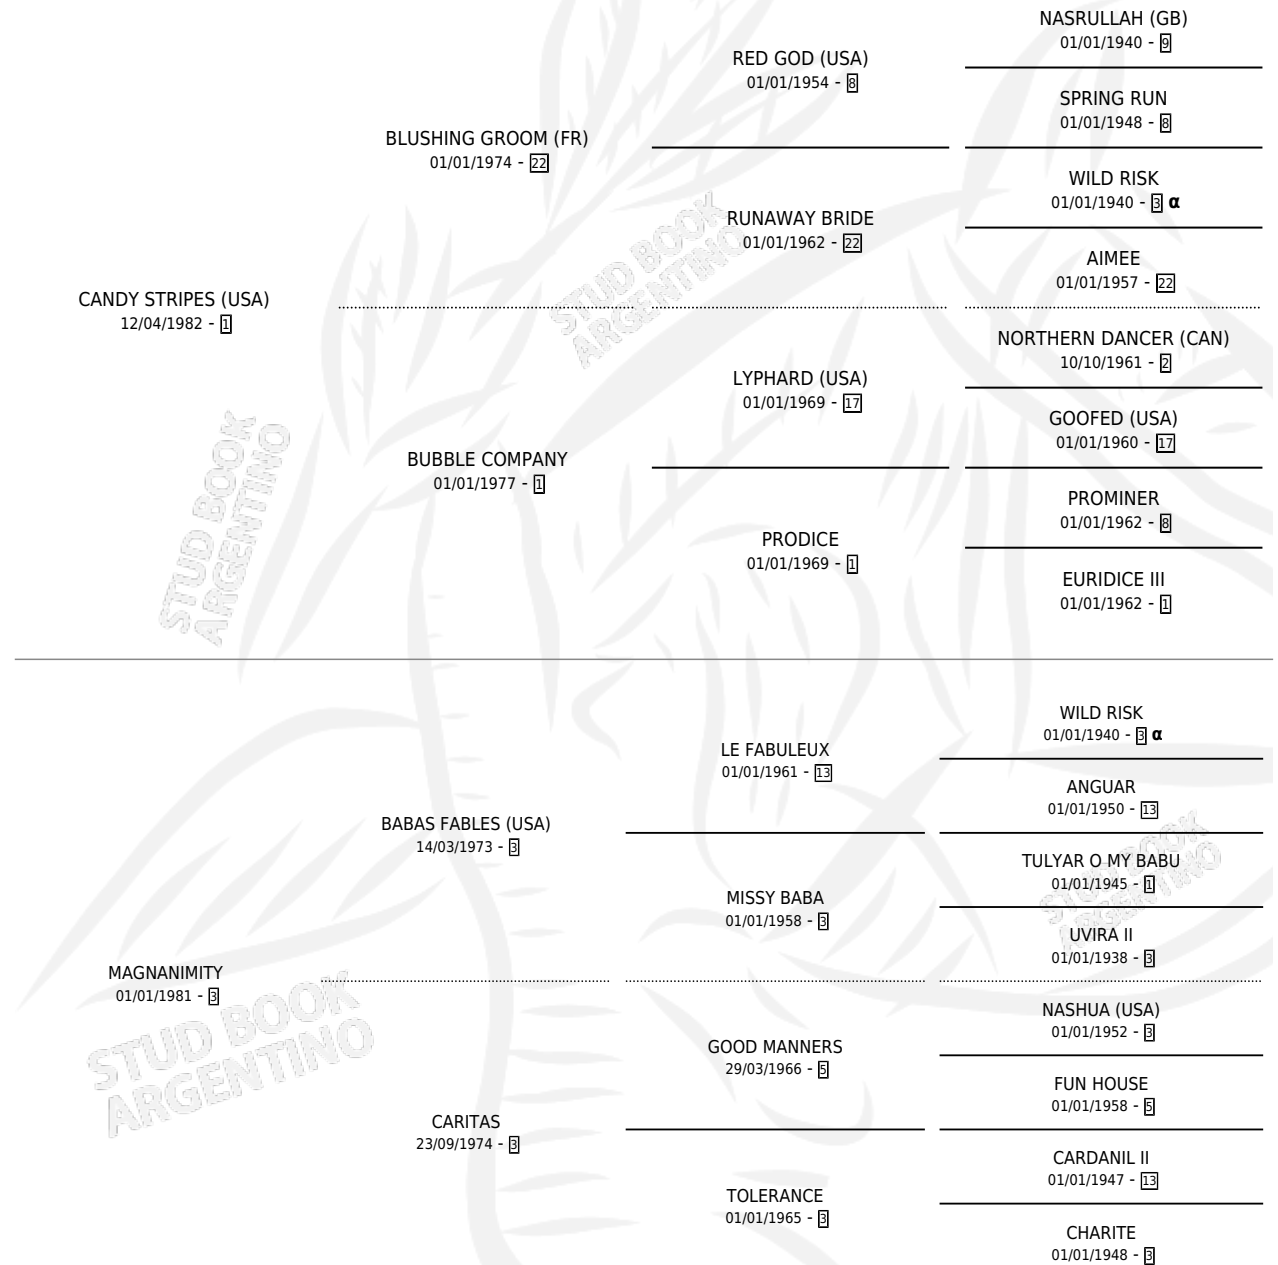 NASRULLAH (GB)
01/01/1940 - 9
RED GOD (USA)
01/01/1954 - 8
SPRING RUN
01/01/1948 - 8
BLUSHING GROOM (FR)
01/01/1974 - 22
WILD RISK
01/01/1940 - 3 α
RUNAWAY BRIDE
01/01/1962 - 22
AIMEE
01/01/1957 - 22
CANDY STRIPES (USA)
12/04/1982 - 1
NORTHERN DANCER (CAN)
10/10/1961 - 2
LYPHARD (USA)
01/01/1969 - 17
GOOFED (USA)
01/01/1960 - 17
BUBBLE COMPANY
01/01/1977 - 1
PROMINER
01/01/1962 - 8
PRODICE
01/01/1969 - 1
EURIDICE III
01/01/1962 - 1
WILD RISK
01/01/1940 - 3 α
LE FABULEUX
01/01/1961 - 13
ANGUAR
01/01/1950 - 13
BABAS FABLES (USA)
14/03/1973 - 3
TULYAR O MY BABU
01/01/1945 - 1
MISSY BABA
01/01/1958 - 3
UVIRA II
01/01/1938 - 3
MAGNANIMITY
01/01/1981 - 3
NASHUA (USA)
01/01/1952 - 3
GOOD MANNERS
29/03/1966 - 5
FUN HOUSE
01/01/1958 - 5
CARITAS
23/09/1974 - 3
CARDANIL II
01/01/1947 - 13
TOLERANCE
01/01/1965 - 3
CHARITE
01/01/1948 - 3
STUD BOOK
ARGENTINO
STUD BOOK
ARGENTINO
STUD BOOK
ARGENTINO
STUD BOOK
ARGENTINO